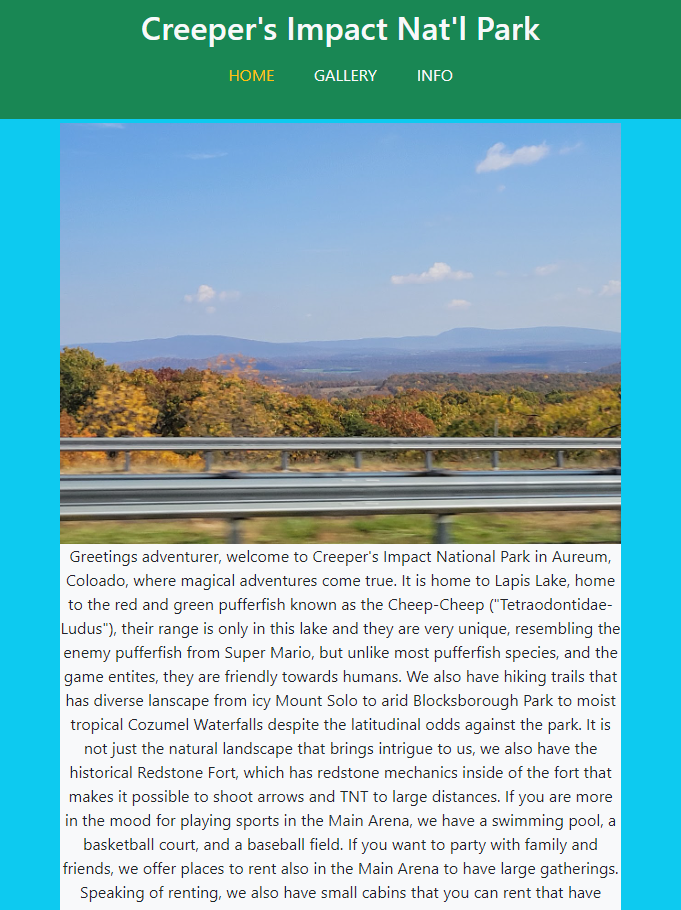 Creeper's Impact Nat'l Park
HOME GALLERY INFO
Greetings adventurer, welcome to Creeper's Impact National Park in Aureum,
Coloado, where magical adventures come true. It is home to Lapis Lake, home
to the red and green pufferfish known as the Cheep-Cheep ("Tetraodontidae-
Ludus"), their range is only in this lake and they are very unique, resembling the
enemy pufferfish from Super Mario, but unlike most pufferfish species, and the
game entites, they are friendly towards humans. We also have hiking trails that
has diverse lanscape from icy Mount Solo to arid Blocksborough Park to moist
tropical Cozumel Waterfalls despite the latitudinal odds against the park. It is
not just the natural landscape that brings intrigue to us, we also have the
historical Redstone Fort, which has redstone mechanics inside of the fort that
makes it possible to shoot arrows and TNT to large distances. If you are more
in the mood for playing sports in the Main Arena, we have a swimming pool, a
basketball court, and a baseball field. If you want to party with family and
friends, we offer places to rent also in the Main Arena to have large gatherings.
Speaking of renting, we also have small cabins that you can rent that have